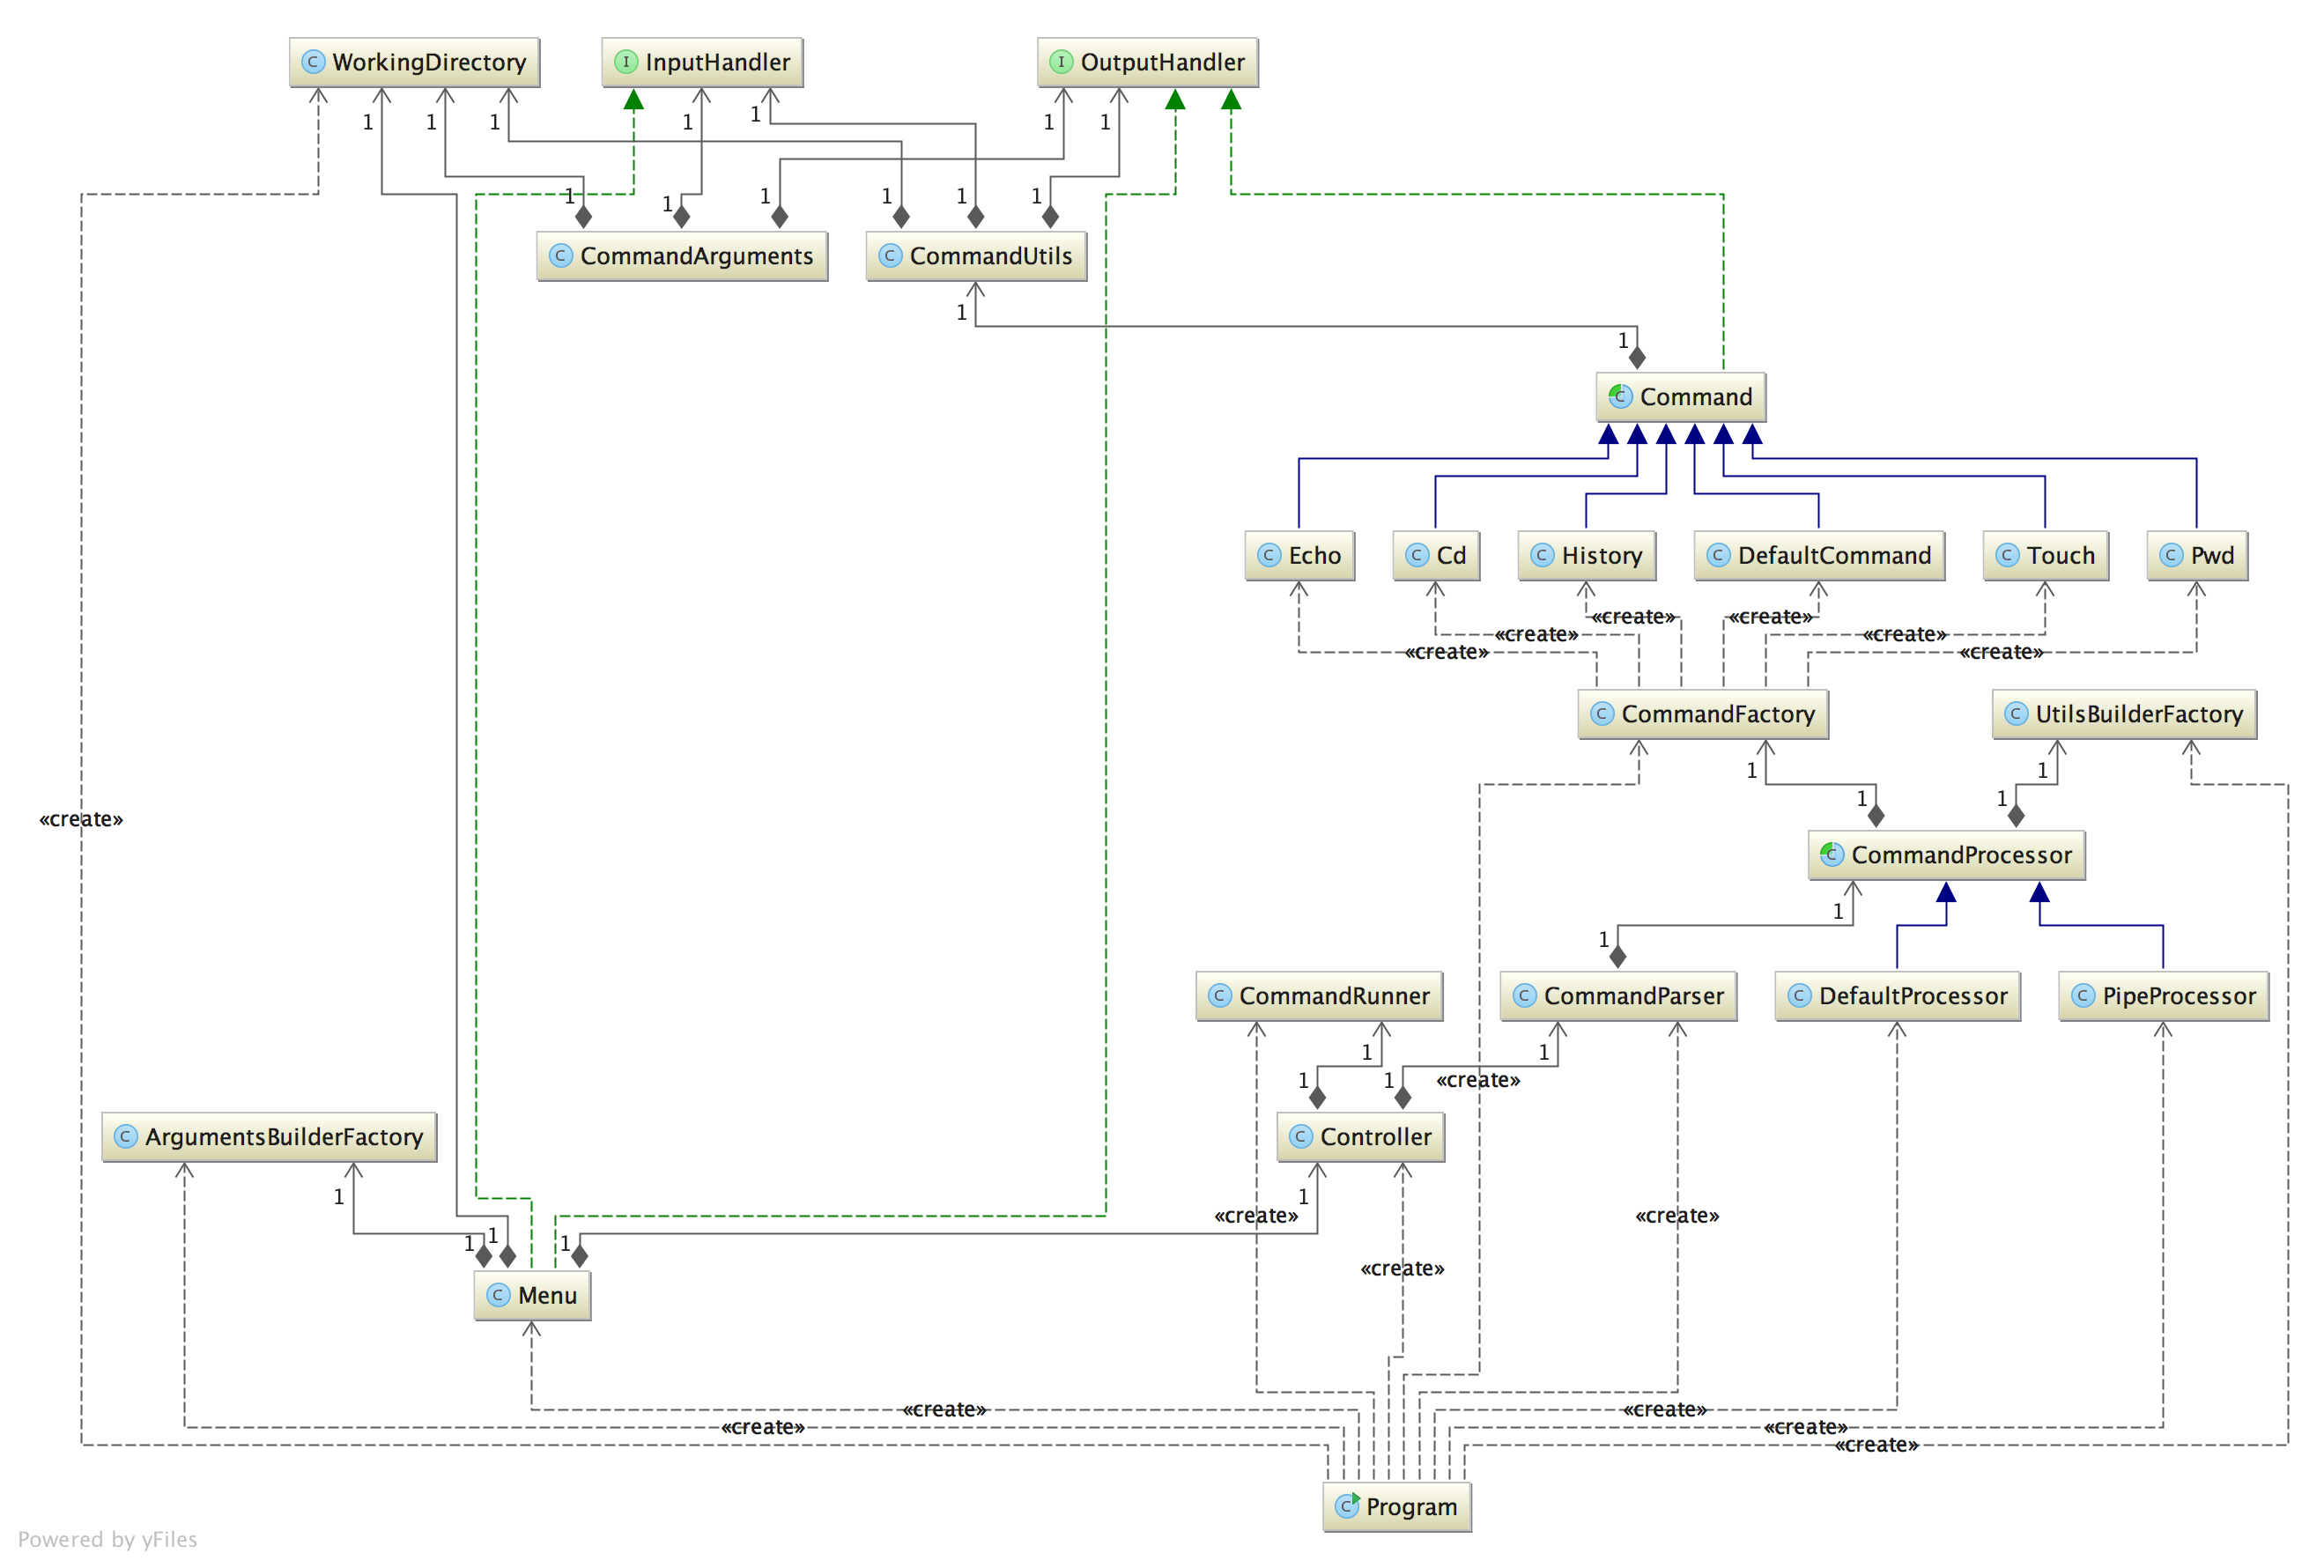 WorkingDirectory
InputHandler
OutputHandler
1 1 1 1 1 1 1
1 1 1 1 1 1
CommandArguments
CommandUtils
1
1
Command
Echo
Cd
History
DefaultCommand
Touch
Pwd
«create» «create»
«create» «create»
«create» «create»
CommandFactory
UtilsBuilderFactory
1 1
1 1
«create»
CommandProcessor
1
1
CommandRunner
CommandParser
DefaultProcessor
PipeProcessor
1 1
1 1 «create»
ArgumentsBuilderFactory
Controller
1 1
«create» «create»
1 1 1
«create»
Menu
«create» «create»
«create» «create»
«create»
Program
Powered by yFiles